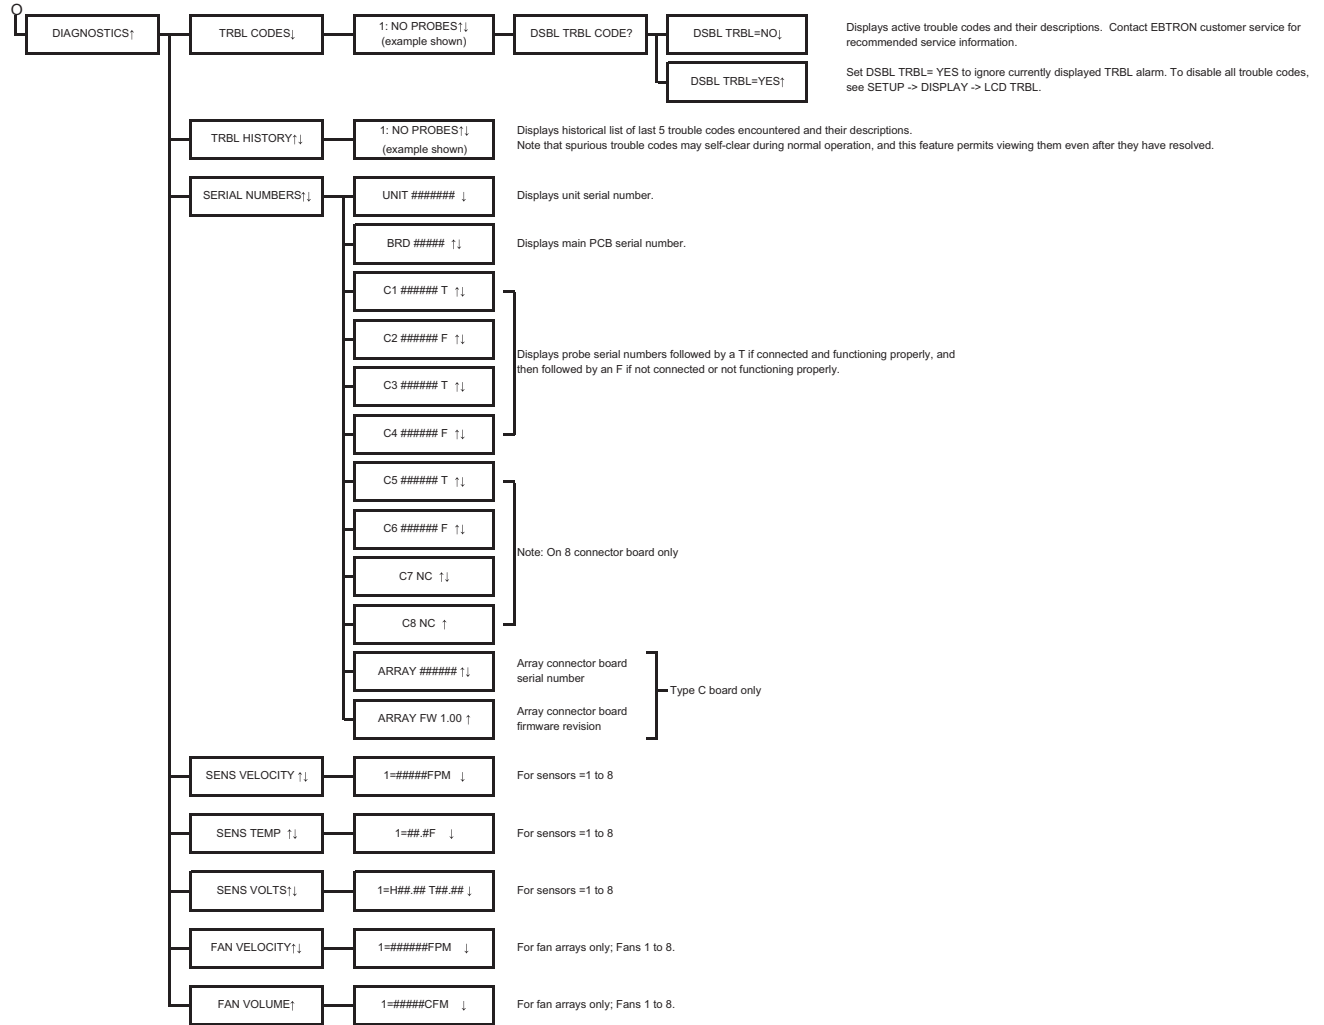 O
DIAGNOSTICS↑
TRBL CODES↓
1: NO PROBES↑↓
(example shown)
DSBL TRBL CODE?
DSBL TRBL=NO↓
Displays active trouble codes and their descriptions.  Contact EBTRON customer service for
recommended service information.
DSBL TRBL=YES↑
Set DSBL TRBL= YES to ignore currently displayed TRBL alarm. To disable all trouble codes,
see SETUP -> DISPLAY -> LCD TRBL.
TRBL HISTORY↑↓
1: NO PROBES↑↓
(example shown)
Displays historical list of last 5 trouble codes encountered and their descriptions.
Note that spurious trouble codes may self-clear during normal operation, and this feature permits viewing them even after they have resolved.
SERIAL NUMBERS↑↓
UNIT ####### ↓
Displays unit serial number.
BRD ##### ↑↓
Displays main PCB serial number.
C1 ###### T ↑↓
C2 ###### F ↑↓
Displays probe serial numbers followed by a T if connected and functioning properly, and
then followed by an F if not connected or not functioning properly.
C3 ###### T ↑↓
C4 ###### F ↑↓
C5 ###### T ↑↓
C6 ###### F ↑↓
Note: On 8 connector board only
C7 NC ↑↓
C8 NC ↑
ARRAY ###### ↑↓
Array connector board
serial number
Type C board only
ARRAY FW 1.00 ↑
Array connector board
firmware revision
SENS VELOCITY ↑↓
1=#####FPM ↓
For sensors =1 to 8
SENS TEMP ↑↓
1=##.#F ↓
For sensors =1 to 8
SENS VOLTS↑↓
1=H##.## T##.## ↓
For sensors =1 to 8
FAN VELOCITY↑↓
1=######FPM ↓
For fan arrays only; Fans 1 to 8.
FAN VOLUME↑
1=#####CFM ↓
For fan arrays only; Fans 1 to 8.